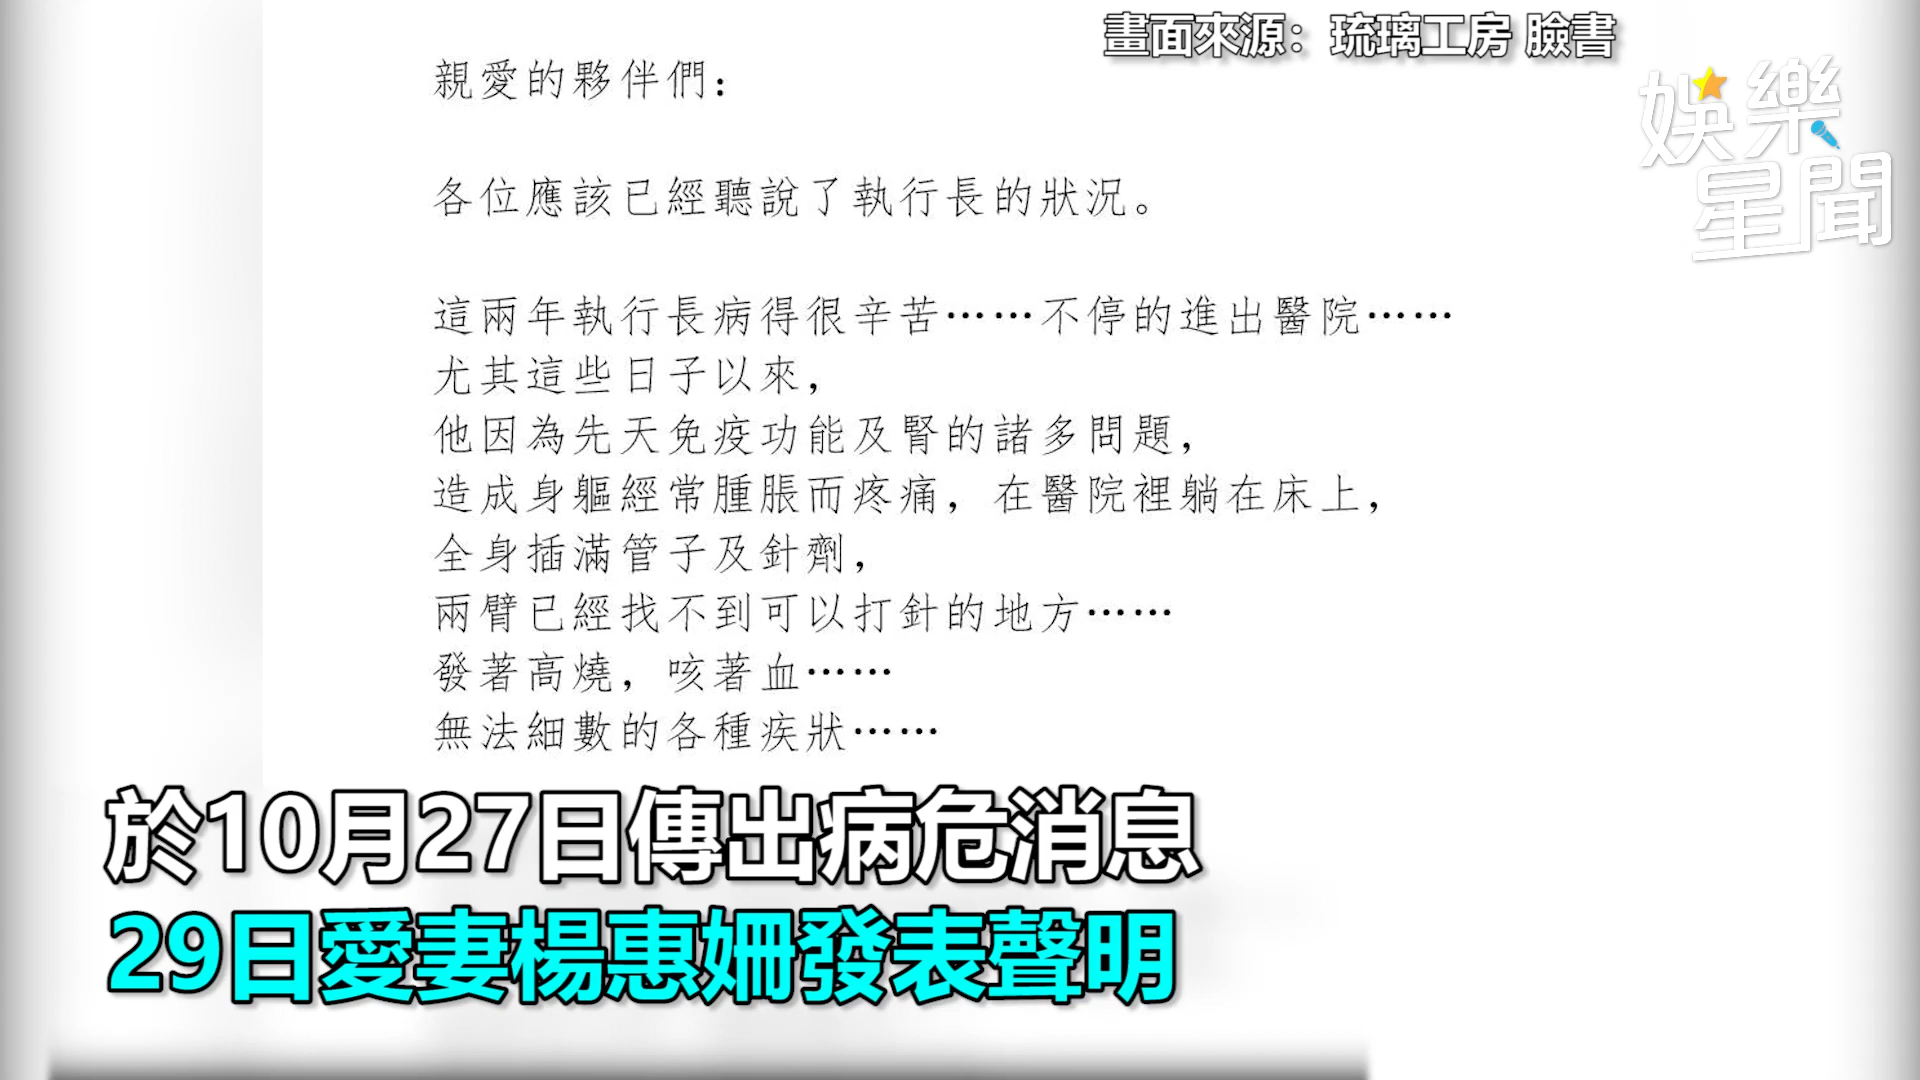 畫面來源：琉璃工房 臉書
娛樂
星聞
親愛的夥伴們：
各位應該已經聽說了執行長的狀況。
這兩年執行長病得很辛苦⋯⋯不停的進出醫院⋯⋯
尤其這些日子以來，
他因為先天免疫功能及腎的諸多問題，
造成身軀經常腫脹而疼痛，在醫院裡躺在床上，
全身插滿管子及針劑，
兩臂已經找不到可以打針的地方⋯⋯
發著高燒，咳著血⋯⋯
無法細數的各種疾狀⋯⋯
於10月27日傳出病危消息
29日愛妻楊惠姍發表聲明